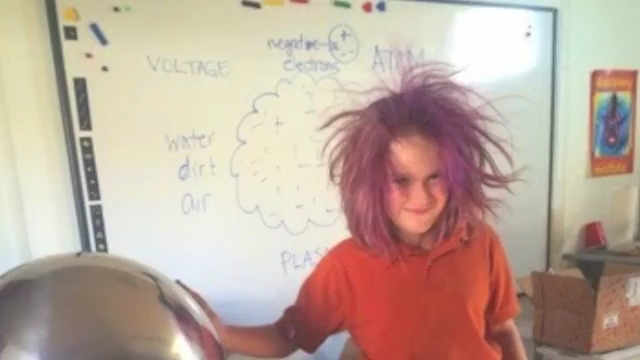 VOLTAGE
negative
electrons
ATOM
water
dirt
air
PLAS